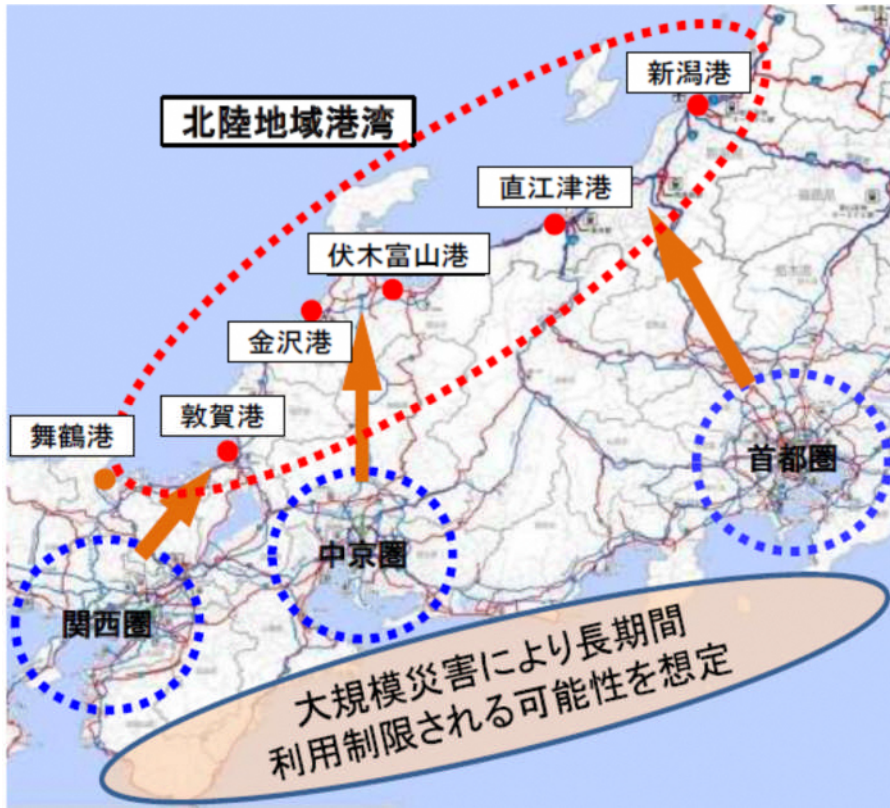 新潟港
北陸地域港湾
直江津港
伏木富山港
金沢港
敦賀港
舞鶴港
首都圏
中京圏
関西圏
大規模災害により長期間
利用制限される可能性を想定